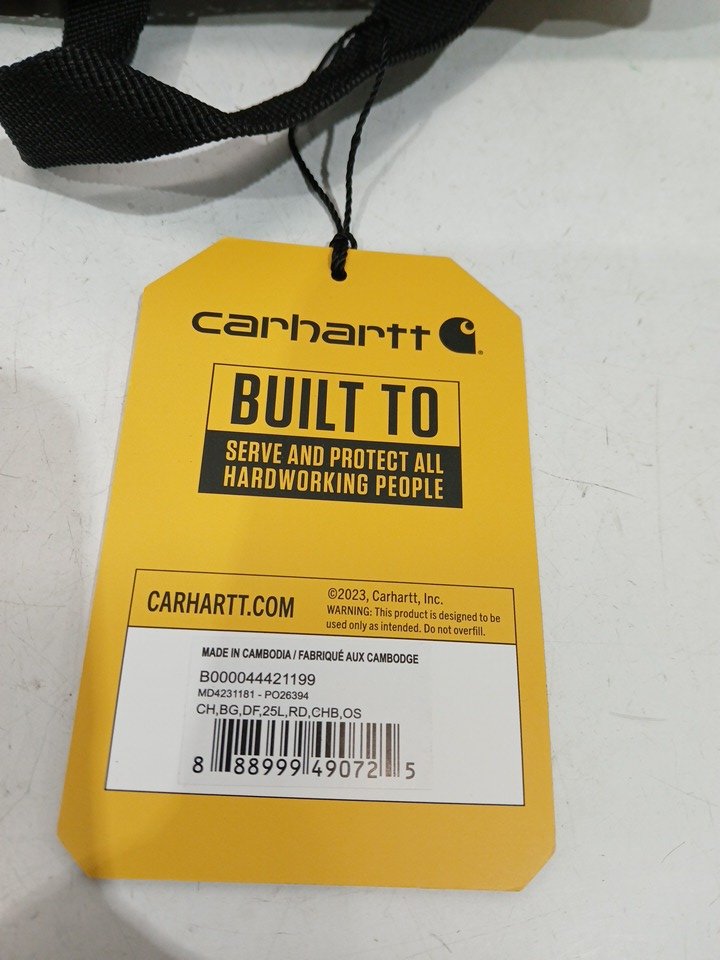 carhartt
BUILT TO
SERVE AND PROTECT ALL
HARDWORKING PEOPLE
CARHARTT.COM
©2023, Carhartt, Inc.
WARNING: This product is designed to be
used only as intended. Do not overfill.
MADE IN CAMBODIA / FABRIQUÉ AUX CAMBODGE
B000044421199
MD4231181 - PO26394
CH,BG,DF,25L,RD,CHB,OS
8 88999 49072 5